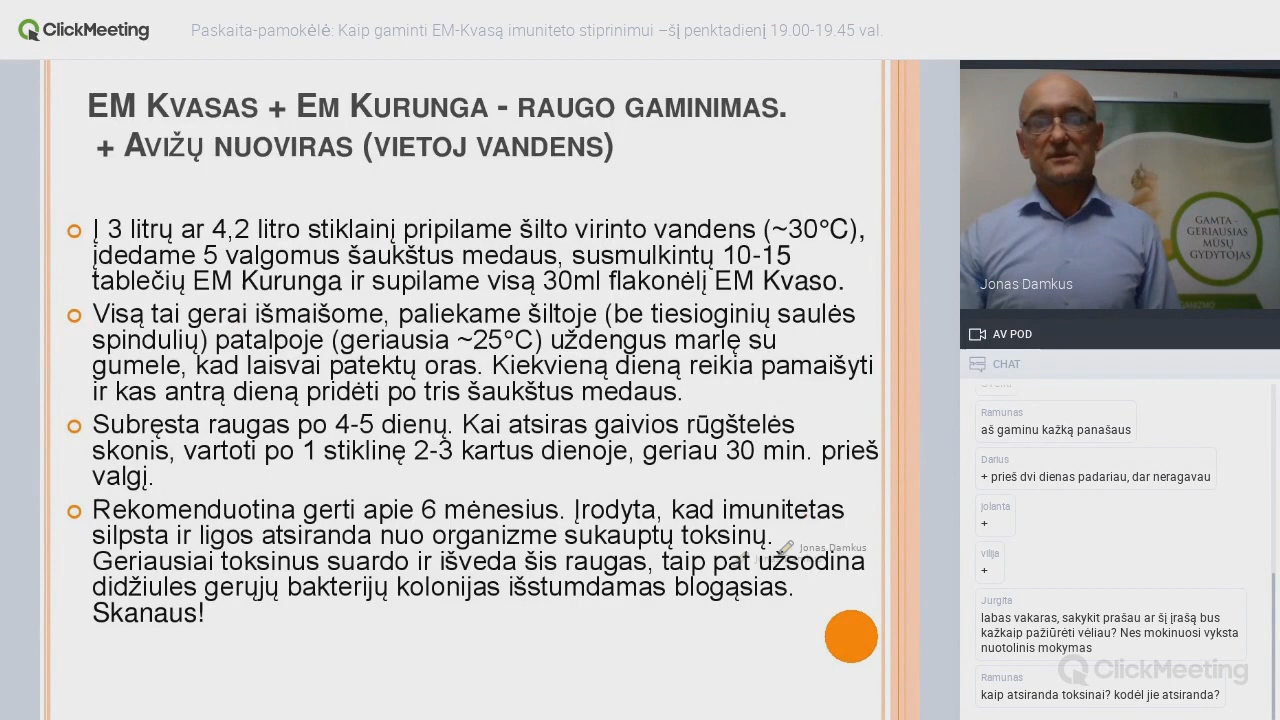 ClickMeeting
Paskaita-pamokėlė: Kaip gaminti EM-Kvasą imuniteto stiprinimui –šį penktadienį 19.00-19.45 val.
EM Kvasas + Em Kurunga - raugo gaminimas.
+ Avižų nuoviras (vietoj vandens)
Į 3 litrų ar 4,2 litro stiklainį pripilame šilto virinto vandens (~30°C),
įdedame 5 valgomus šaukštus medaus, susmulkintų 10-15
tablečių EM Kurunga ir supilame visą 30ml flakonėlį EM Kvaso.
Visą tai gerai išmaišome, paliekame šiltoje (be tiesioginių saulės
spindulių) patalpoje (geriausia ~25°C) uždengus marlę su
gumele, kad laisvai patektų oras. Kiekvieną dieną reikia pamaišyti
ir kas antrą dieną pridėti po tris šaukštus medaus.
Subręsta raugas po 4-5 dienų. Kai atsiras gaivios rūgštelės
skonis, vartoti po 1 stiklinę 2-3 kartus dienoje, geriau 30 min. prieš
valgį.
Rekomenduotina gerti apie 6 mėnesius. Įrodyta, kad imunitetas
silpsta ir ligos atsiranda nuo organizme sukauptų toksinų.
Jonas Damkus
Geriausiai toksinus suardo ir išveda šis raugas, taip pat užsodina
didžiules gerųjų bakterijų kolonijas išstumdamas blogąsias.
Skanaus!
GAMTA-
GERIAUSIAS
MŪSŲ
GYDYTOJAS
Jonas Damkus
AV POD
CHAT
Ramunas
aš gaminu kažką panašaus
Darius
+ prieš dvi dienas padariau, dar neragavau
jolanta
+
vilija
+
Jurgita
labas vakaras, sakykit prašau ar šį įrašą bus
kažkaip pažiūrėti vėliau? Nes mokinuosi vyksta
nuotolinis mokymas
ClickMeeting
Ramunas
kaip atsiranda toksinai? kodėl jie atsiranda?